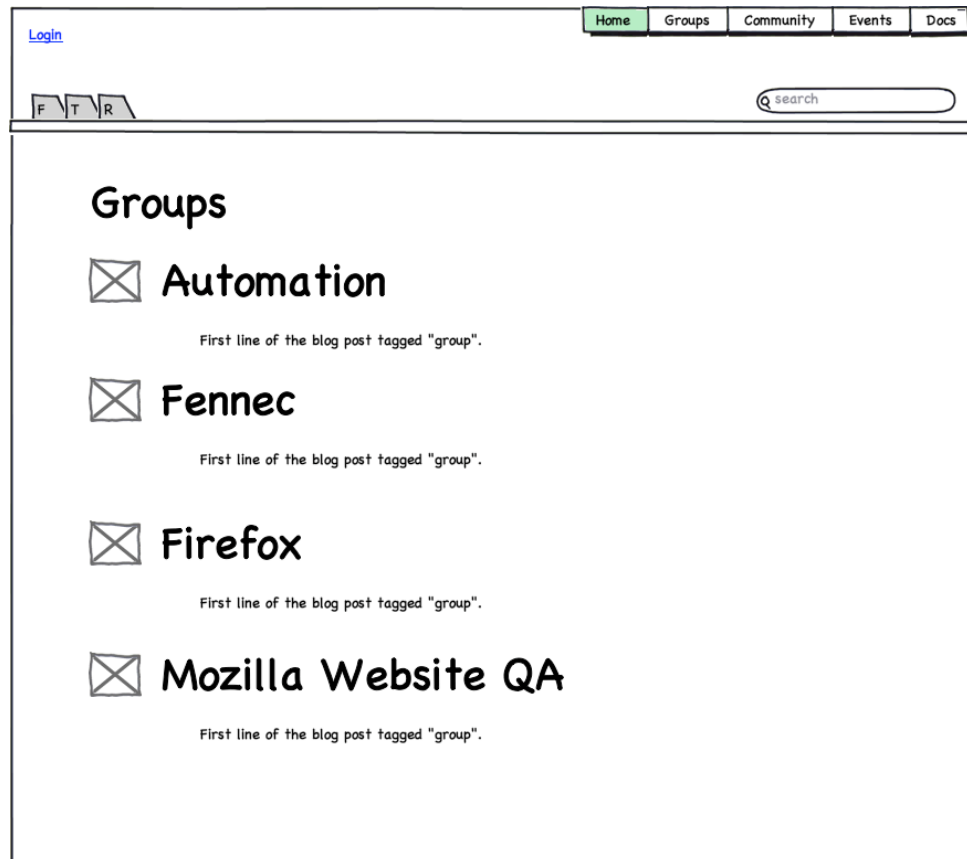 Login
Home Groups Community Events Docs
F T R
search
Groups
Automation
First line of the blog post tagged "group".
Fennec
First line of the blog post tagged "group".
Firefox
First line of the blog post tagged "group".
Mozilla Website QA
First line of the blog post tagged "group".